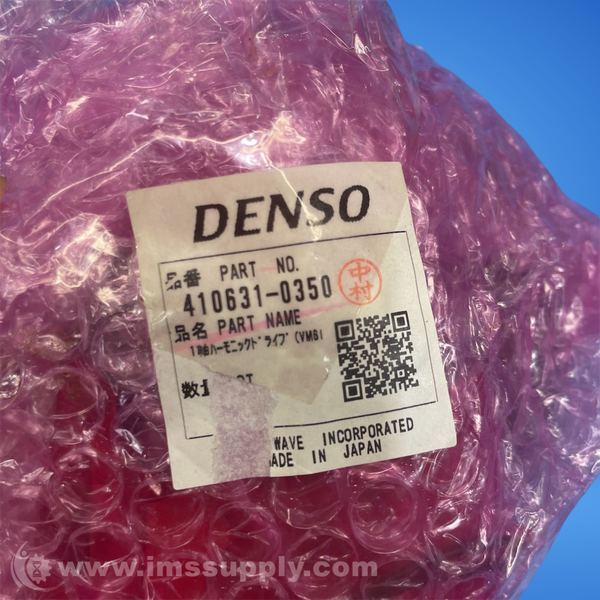 DENSO
品番 PART NO.
410631-0350
中村
品名 PART NAME
1軸ハーモニックドライブ (VM6)
WAVE INCORPORATED
IN JAPAN
www.imssupply.com